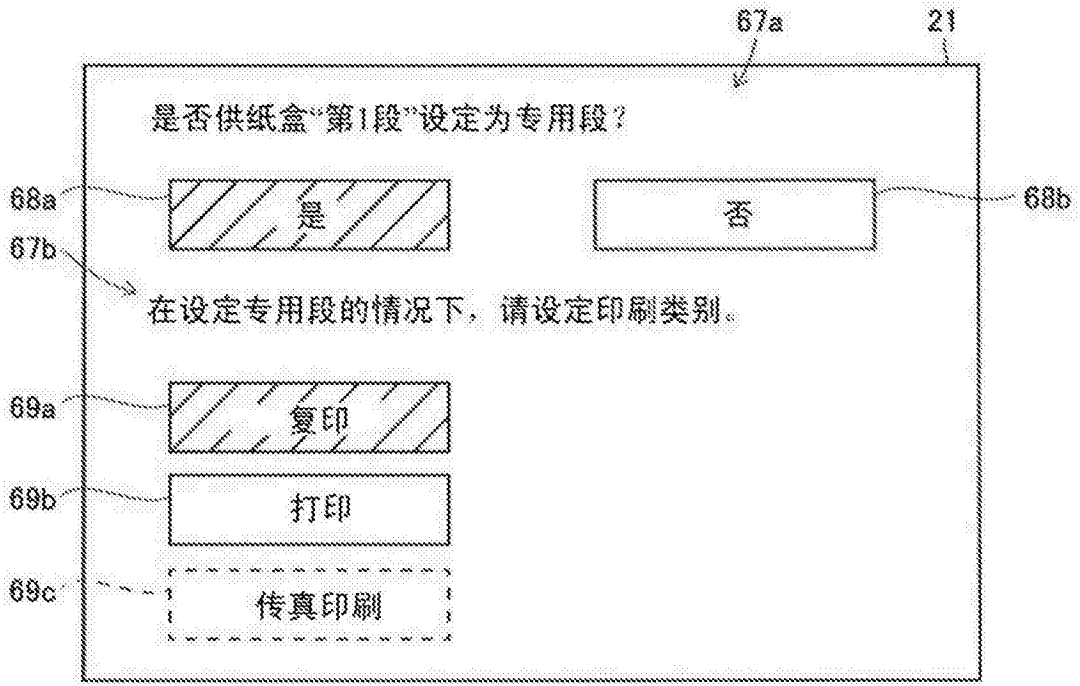 67a
21
是否供纸盒“第1段”设定为专用段？
68a
是
否
68b
67b
在设定专用段的情况下，请设定印刷类别。
69a
复印
69b
打印
69c
传真印刷